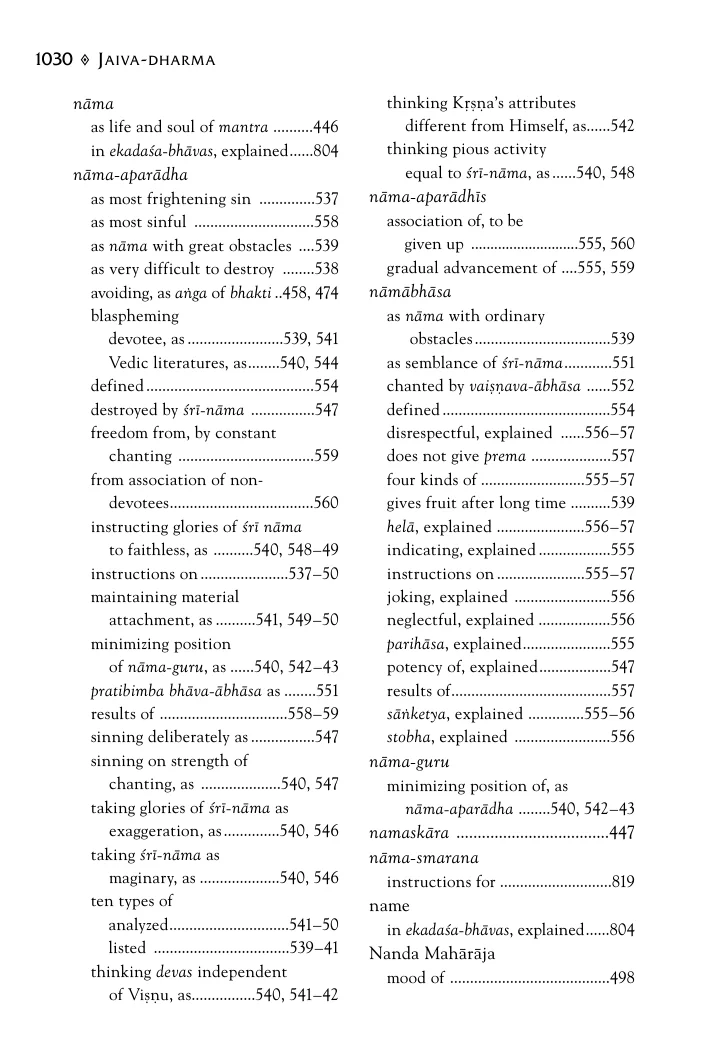 1030 ◊ JAIVA-DHARMA
nāma
as life and soul of mantra ..........446
in ekadaśa-bhāvas, explained......804
nāma-aparādha
as most frightening sin ..............537
as most sinful ..............................558
as nāma with great obstacles ....539
as very difficult to destroy ........538
avoiding, as aṅga of bhakti ..458, 474
blaspheming
devotee, as ........................539, 541
Vedic literatures, as........540, 544
defined ..........................................554
destroyed by śrī-nāma ................547
freedom from, by constant
chanting ..................................559
from association of non-
devotees....................................560
instructing glories of śrī nāma
to faithless, as ..........540, 548–49
instructions on ......................537–50
maintaining material
attachment, as ..........541, 549–50
minimizing position
of nāma-guru, as ......540, 542–43
pratibimba bhāva-ābhāsa as ........551
results of ................................558–59
sinning deliberately as ................547
sinning on strength of
chanting, as ....................540, 547
taking glories of śrī-nāma as
exaggeration, as..............540, 546
taking śrī-nāma as
maginary, as ....................540, 546
ten types of
analyzed..............................541–50
listed ..................................539–41
thinking devas independent
of Viṣṇu, as................540, 541–42
thinking Kṛṣṇa's attributes
different from Himself, as......542
thinking pious activity
equal to śrī-nāma, as ......540, 548
nāma-aparādhīs
association of, to be
given up ...........................555, 560
gradual advancement of ....555, 559
nāmābhāsa
as nāma with ordinary
obstacles..................................539
as semblance of śrī-nāma............551
chanted by vaiṣṇava-ābhāsa ......552
defined ..........................................554
disrespectful, explained ......556–57
does not give prema ....................557
four kinds of ..........................555–57
gives fruit after long time ..........539
helā, explained ......................556–57
indicating, explained..................555
instructions on ......................555–57
joking, explained ........................556
neglectful, explained ..................556
parihāsa, explained......................555
potency of, explained..................547
results of........................................557
sāṅketya, explained ..............555–56
stobha, explained ........................556
nāma-guru
minimizing position of, as
nāma-aparādha ........540, 542–43
namaskāra ....................................447
nāma-smarana
instructions for ............................819
name
in ekadaśa-bhāvas, explained......804
Nanda Mahārāja
mood of ........................................498